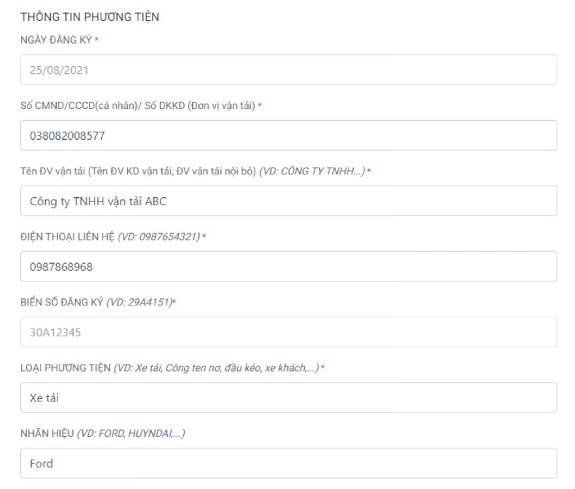 THÔNG TIN PHƯƠNG TIỆN
NGÀY ĐĂNG KÝ *
25/08/2021
Số CMND/CCCD(cá nhân)/ Số DKKD (Đơn vị vận tải) *
038082008577
Tên ĐV vận tải (Tên ĐV KD vận tải, ĐV vận tải nội bộ) (VD: CÔNG TY TNHH...) *
Công ty TNHH vận tải ABC
ĐIỆN THOẠI LIÊN HỆ (VD: 0987654321) *
0987868968
BIỂN SỐ ĐĂNG KÝ (VD: 29A4151)*
30A12345
LOẠI PHƯƠNG TIỆN (VD: Xe tải, Công ten nơ, đầu kéo, xe khách,...) *
Xe tải
NHÃN HIỆU (VD: FORD, HUYNDAI,...)
Ford